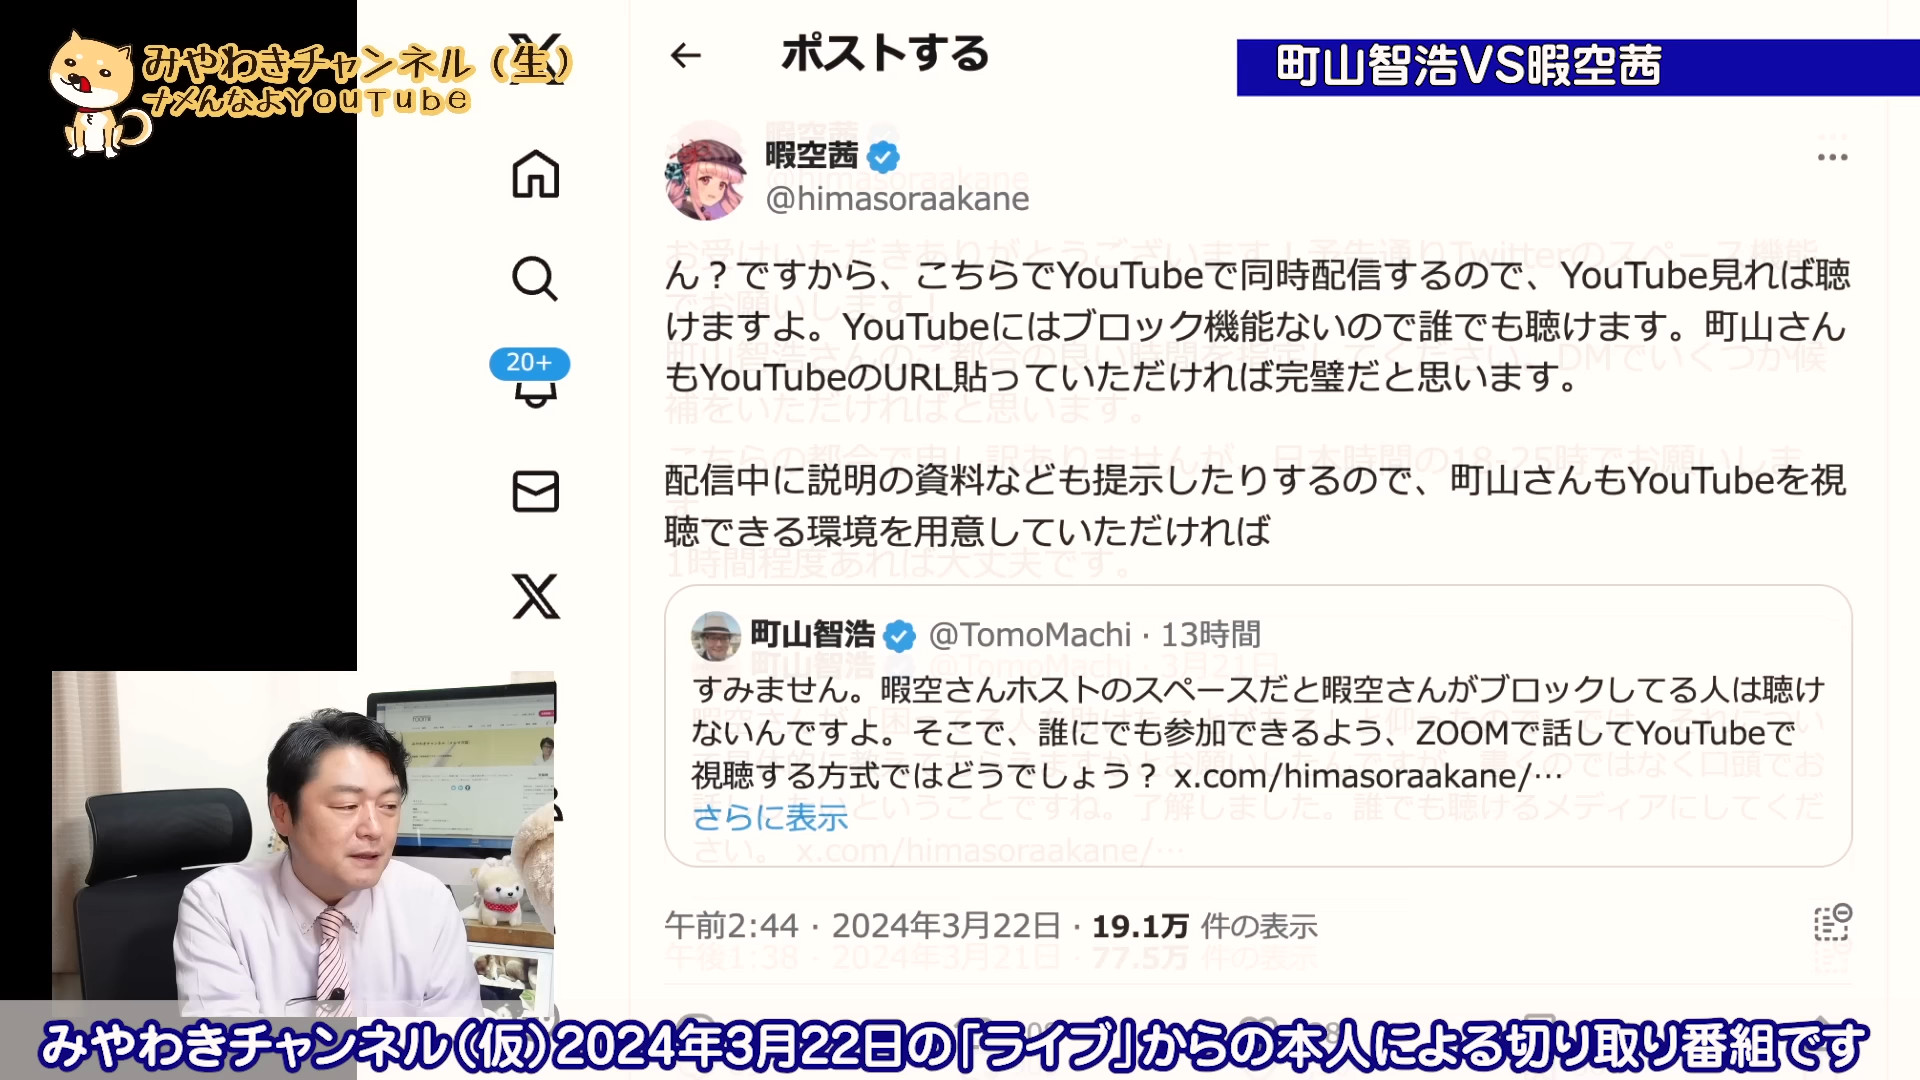 みやわきチャンネル（生）
ナメんなよYouTube
ポストする
町山智浩VS暇空茜
暇空茜
@himasoraakane
ん？ですから、こちらでYouTubeで同時配信するので、YouTube見れば聴
けますよ。YouTubeにはブロック機能ないので誰でも聴けます。町山さん
もYouTubeのURL貼っていただければ完璧だと思います。
配信中に説明の資料なども提示したりするので、町山さんもYouTubeを視
聴できる環境を用意していただければ
20+
町山智浩 @TomoMachi · 13時間
すみません。暇空さんホストのスペースだと暇空さんがブロックしてる人は聴け
ないんですよ。そこで、誰にでも参加できるよう、ZOOMで話してYouTubeで
視聴する方式ではどうでしょう？ x.com/himasoraakane/…
さらに表示
午前2:44 · 2024年3月22日 · 19.1万 件の表示
みやわきチャンネル（仮）2024年3月22日の「ライブ」からの本人による切り取り番組です